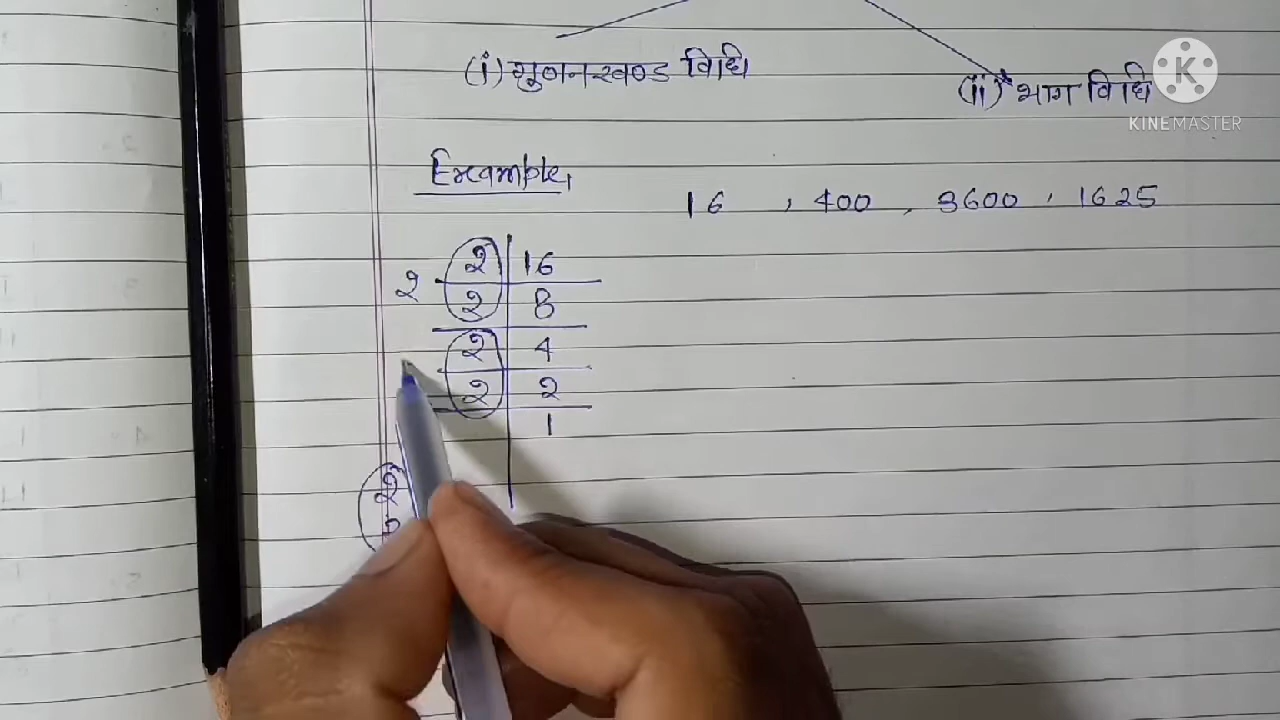 (i) गुणनखण्ड विधि
(ii) भाग विधि
K
KINEMASTER
Example,
16 , 400 , 3600 , 1625
2 2 16
2 8
2 4
2 2
1